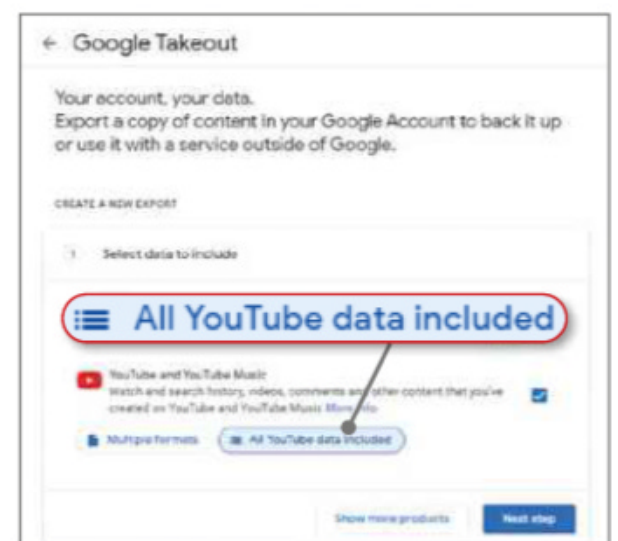 ← Google Takeout
Your account, your data.
Export a copy of content in your Google Account to back it up
or use it with a service outside of Google.
CREATE A NEW EXPORT
1 Select data to include
All YouTube data included
YouTube and YouTube Music
Watch and search history, videos, comments and other content that you've
created on YouTube and YouTube Music More info
Multiple formats All YouTube data included
Show more products Next step